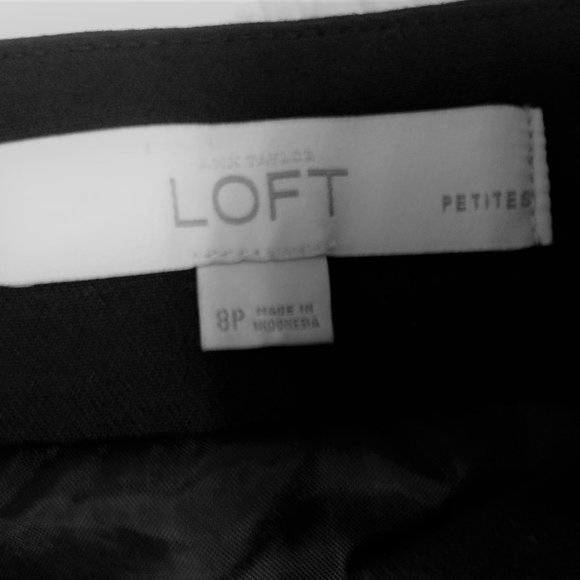 ANN TAYLOR
LOFT
PETITES
8P
MADE IN
INDONESIA